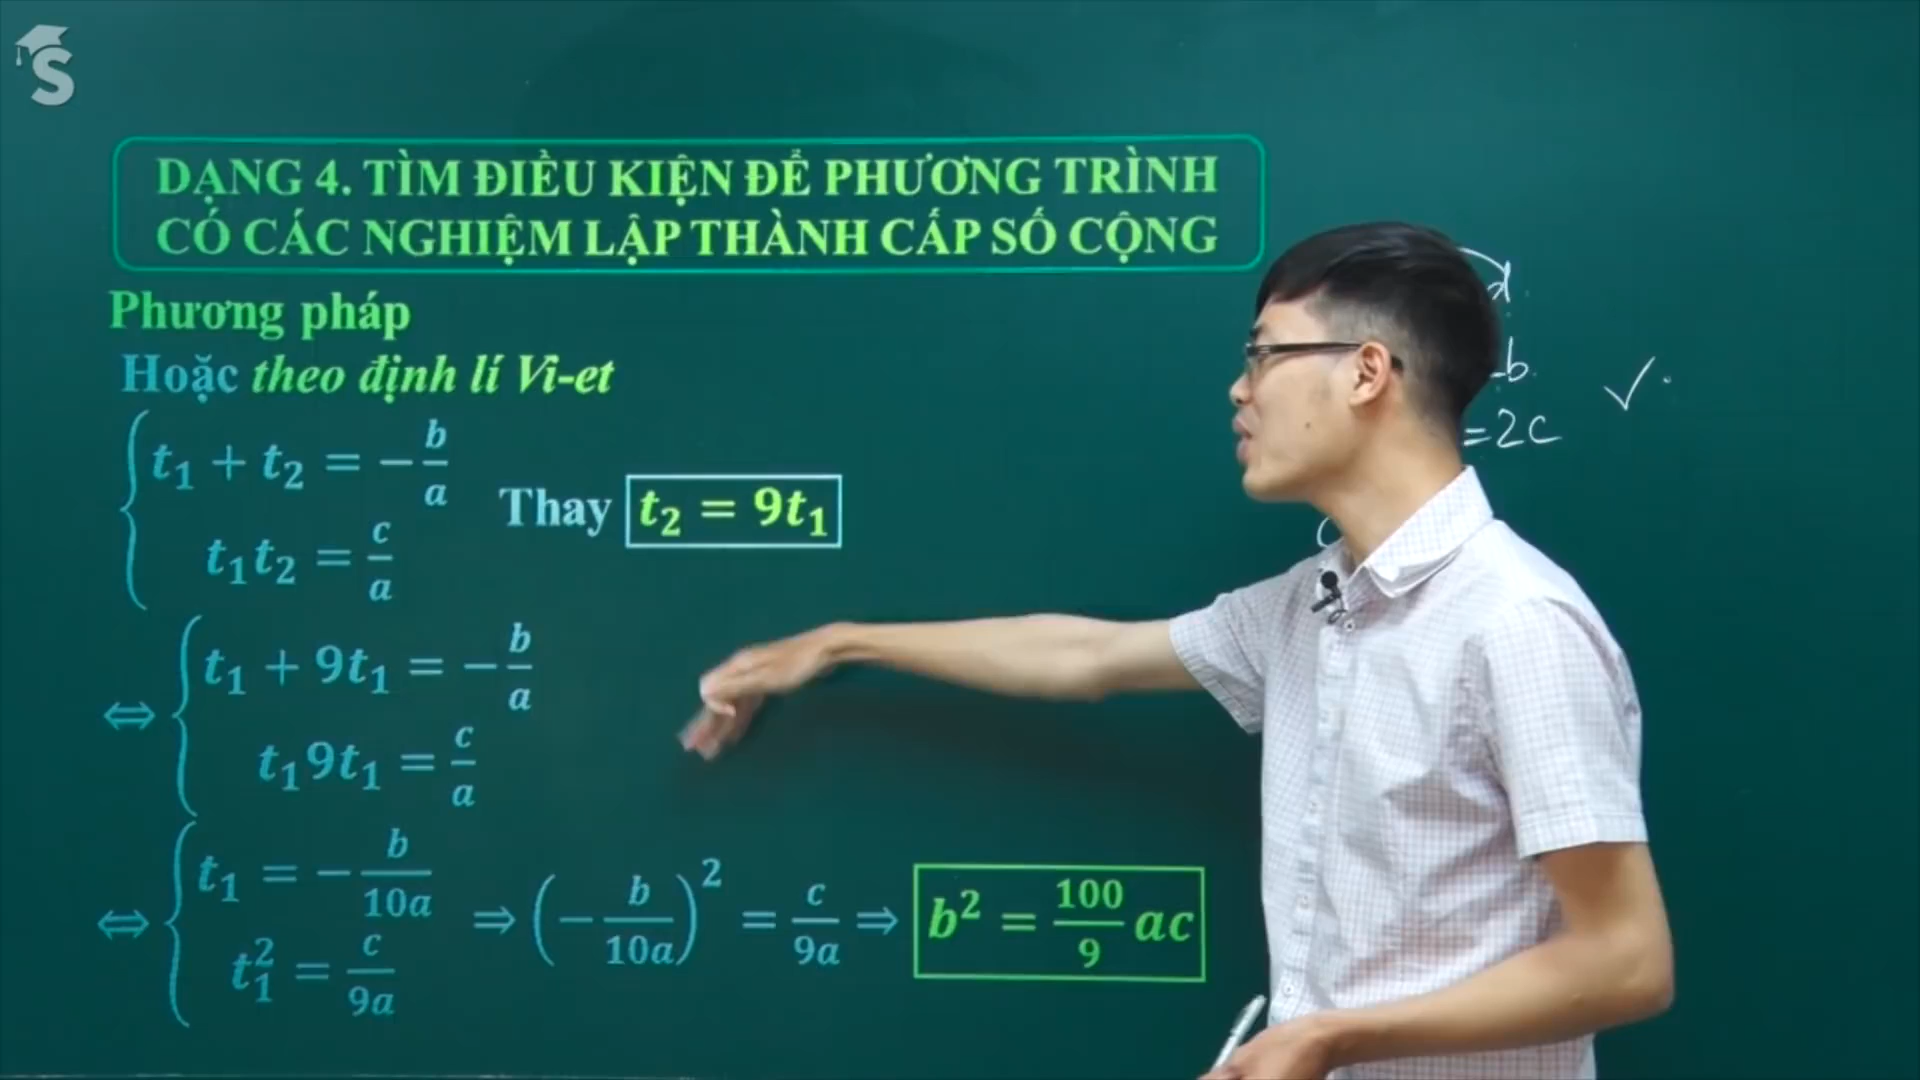 S
DẠNG 4. TÌM ĐIỀU KIỆN ĐỂ PHƯƠNG TRÌNH
CÓ CÁC NGHIỆM LẬP THÀNH CẤP SỐ CỘNG
Phương pháp
Hoặc theo định lí Vi-et
t₁ + t₂ = -b/a
t₁t₂ = c/a
Thay t₂ = 9t₁
⇔ t₁ + 9t₁ = -b/a
t₁9t₁ = c/a
⇔ t₁ = -b/10a
t₁² = c/9a
⇒ (-b/10a)² = c/9a ⇒ b² = 100/9 ac
d
-b
=2c ✓